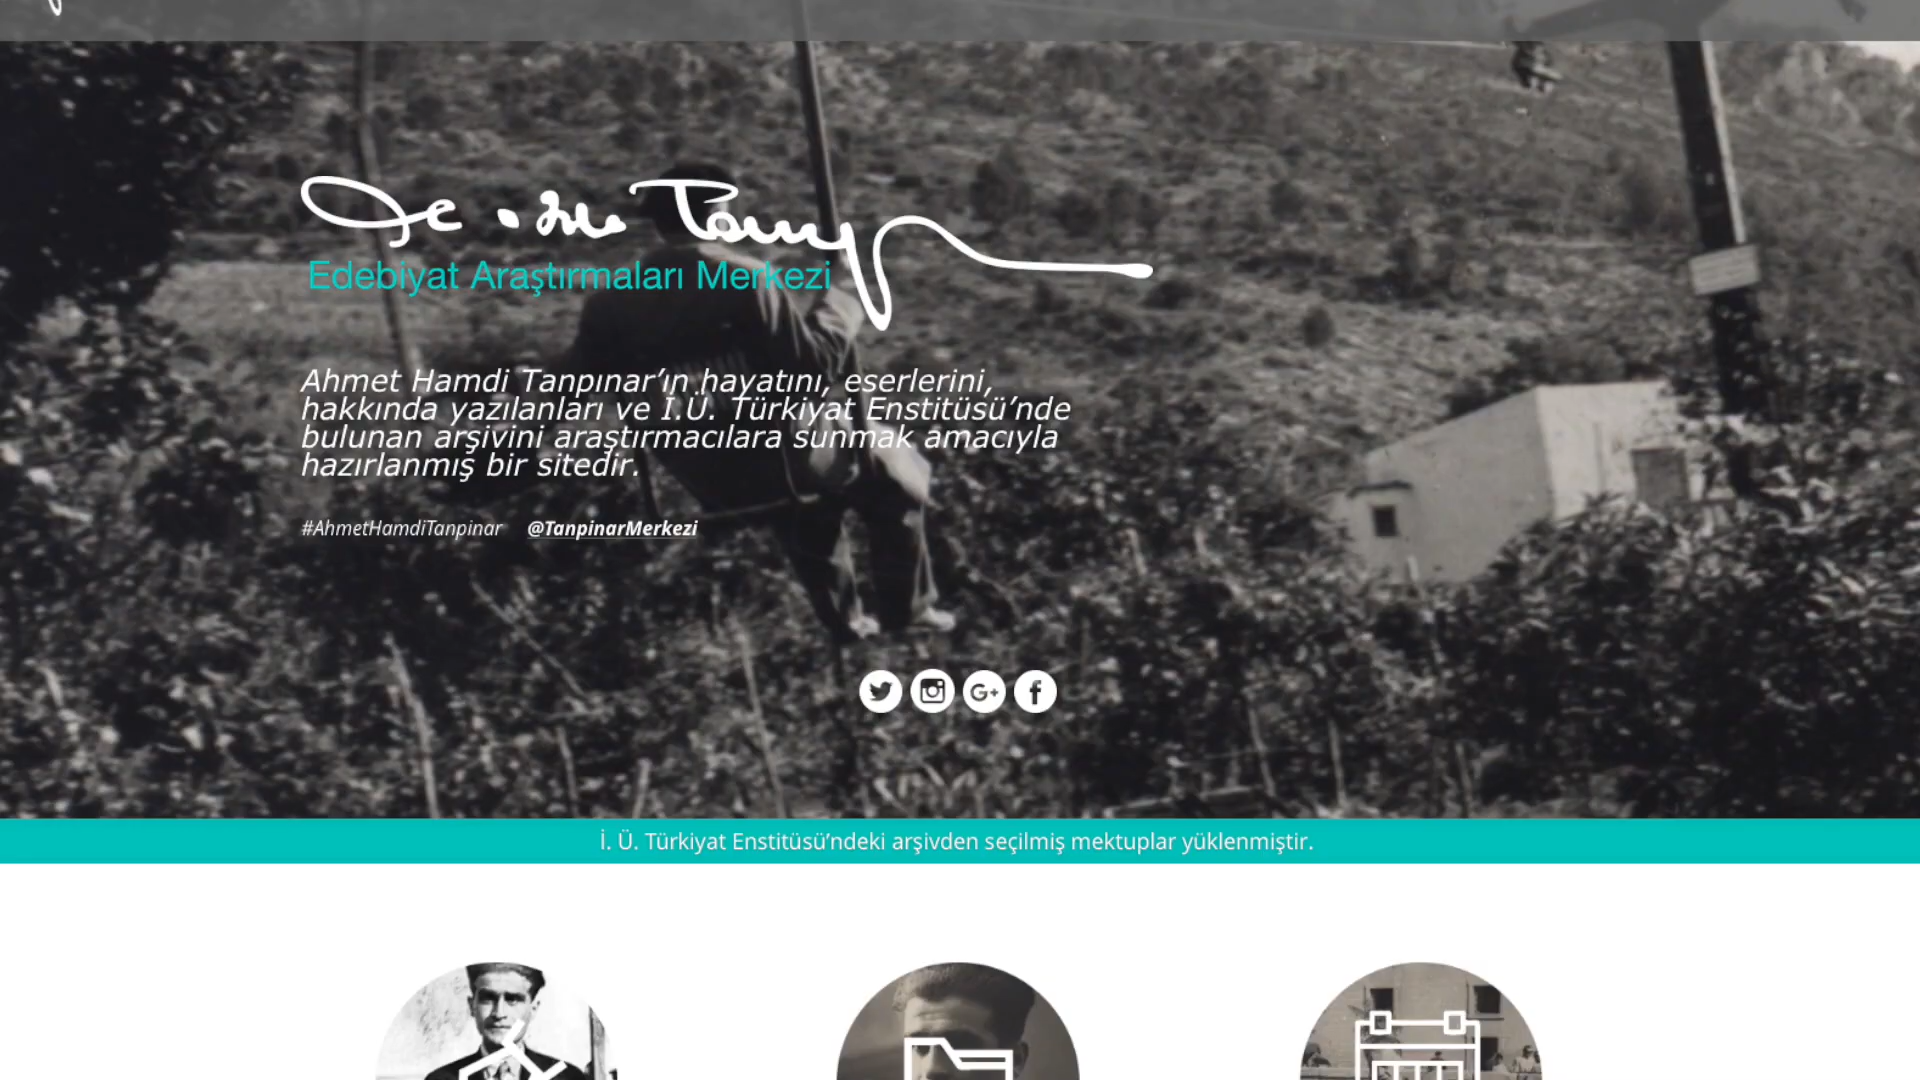 Edebiyat Araştırmaları Merkezi
Ahmet Hamdi Tanpınar’ın hayatını, eserlerini,
hakkında yazılanları ve İ.Ü. Türkiyat Enstitüsü’nde
bulunan arşivini araştırmacılara sunmak amacıyla
hazırlanmış bir sitedir.
#AhmetHamdiTanpinar @TanpinarMerkezi
İ. Ü. Türkiyat Enstitüsü’ndeki arşivden seçilmiş mektuplar yüklenmiştir.